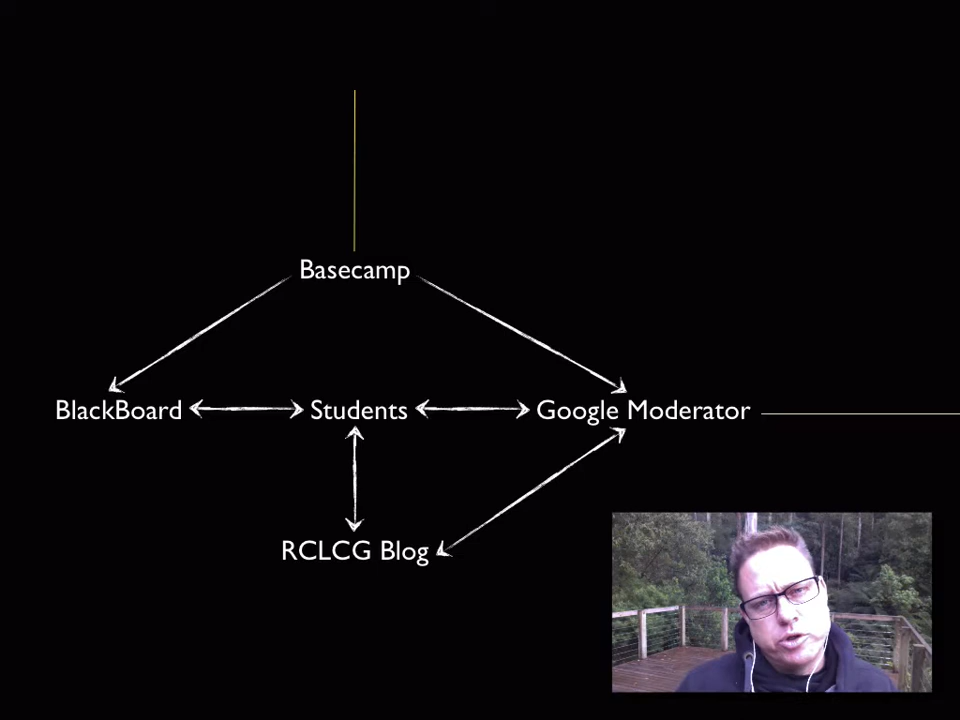 Basecamp
BlackBoard
Students
Google Moderator
RCLCG Blog